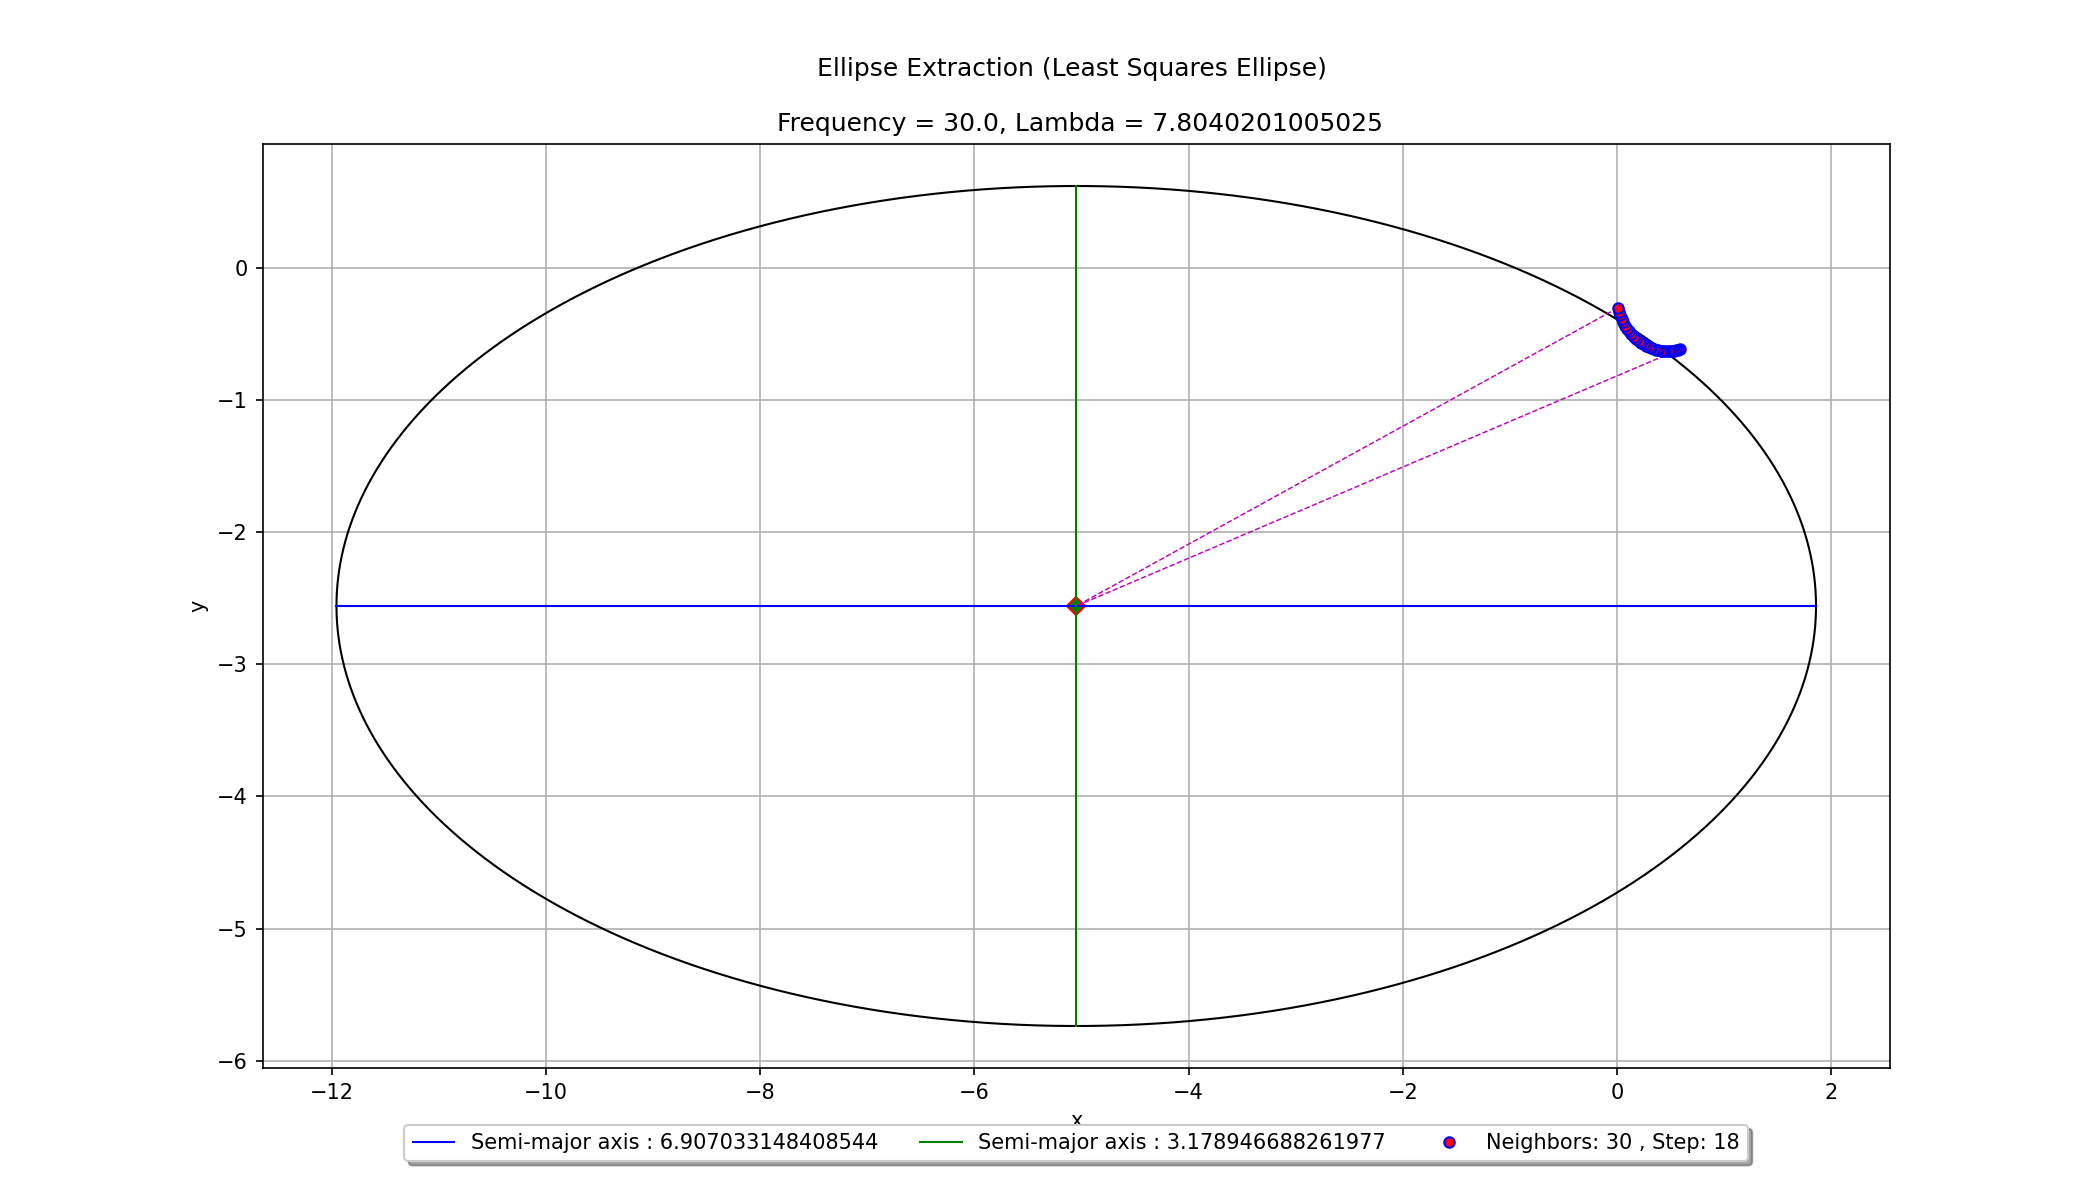 Ellipse Extraction (Least Squares Ellipse)
Frequency = 30.0, Lambda = 7.8040201005025
0
−1
−2
−3
−4
−5
−6
y
−12 −10 −8 −6 −4 −2 0 2
x
Semi-major axis : 6.907033148408544 Semi-major axis : 3.178946688261977 Neighbors: 30 , Step: 18